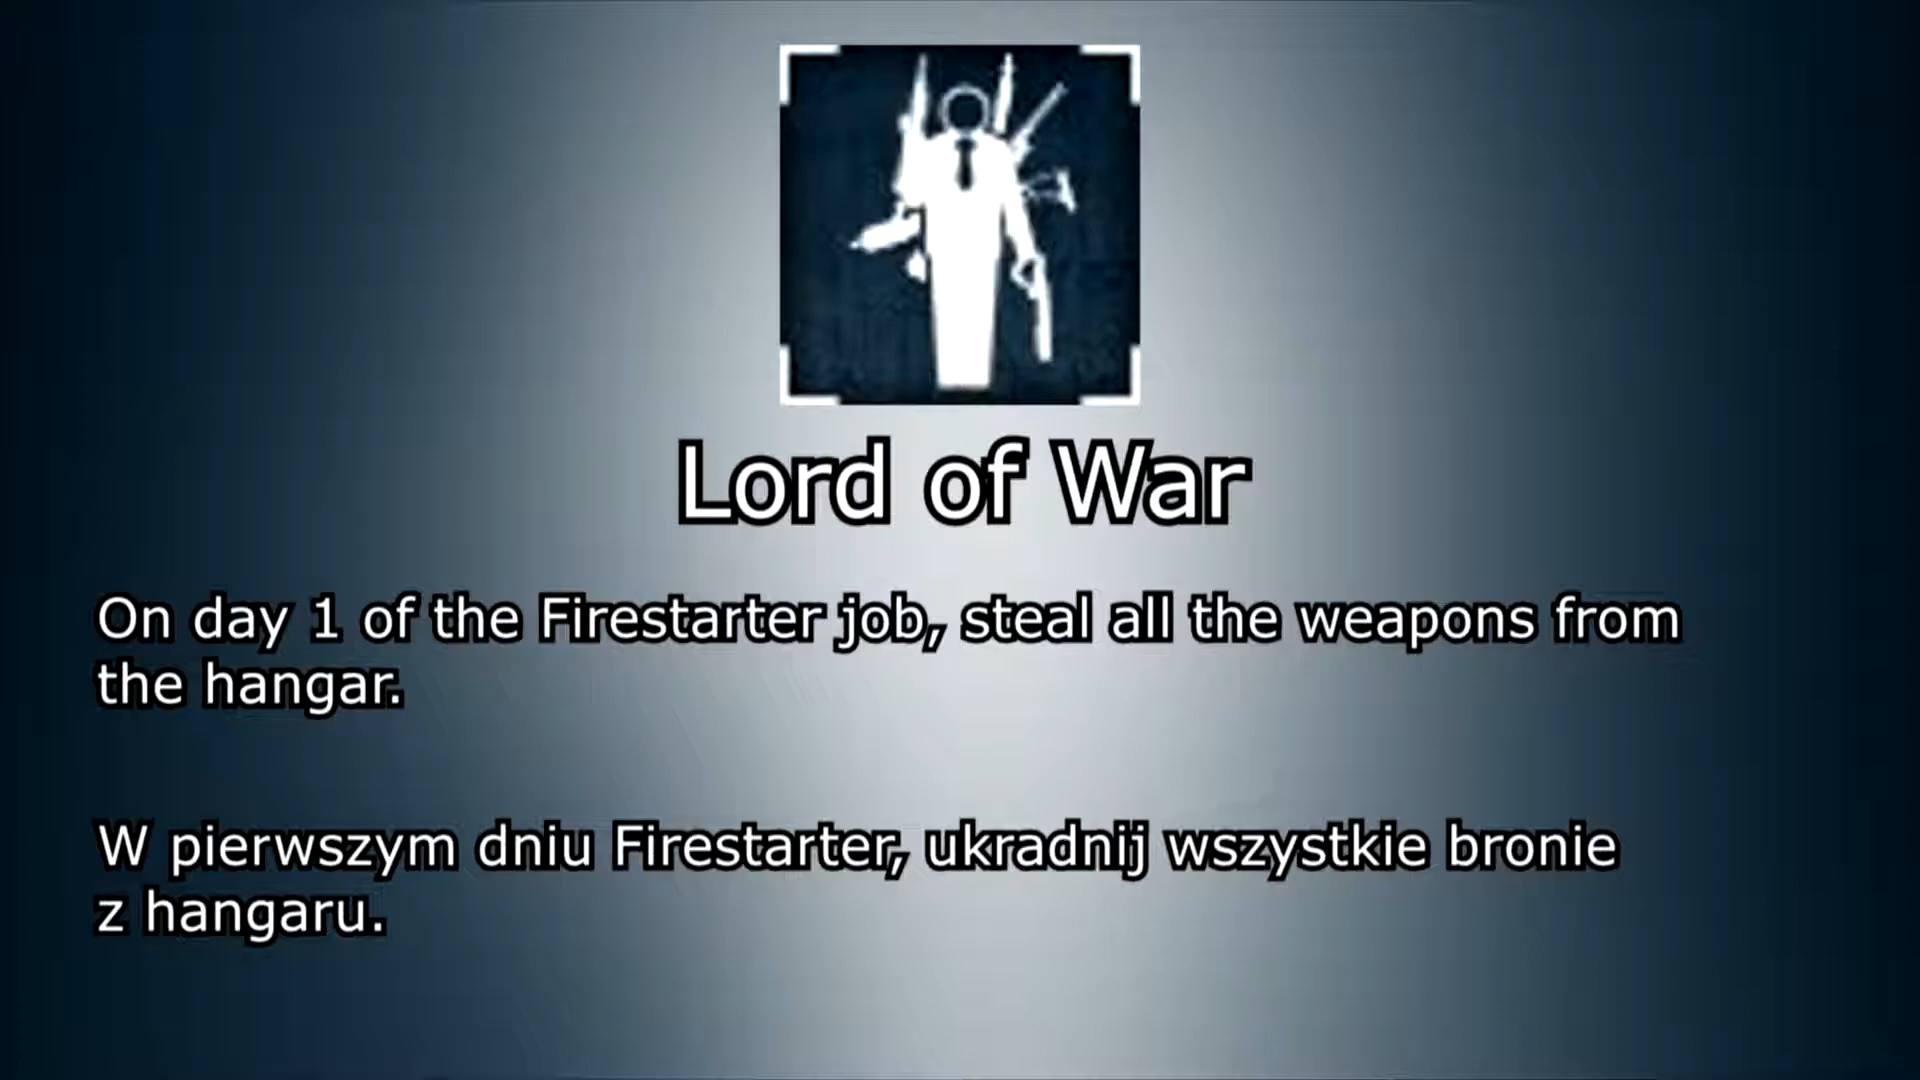 Lord of War
On day 1 of the Firestarter job, steal all the weapons from
the hangar.
W pierwszym dniu Firestarter, ukradnij wszystkie bronie
z hangaru.